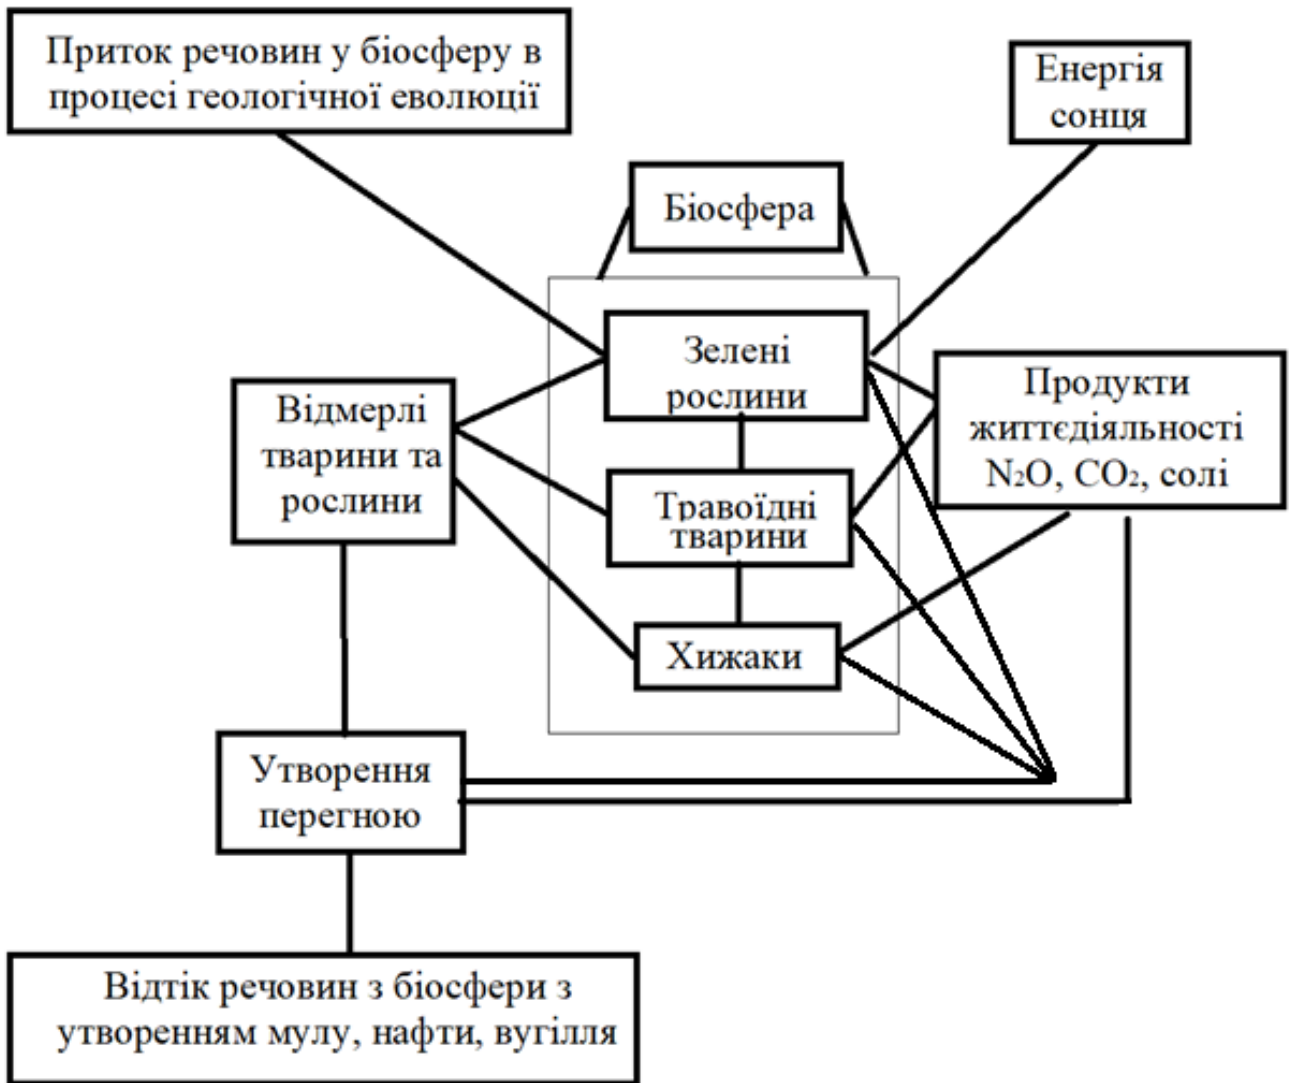 Приток речовин у біосферу в
процесі геологічної еволюції
Енергія
сонця
Біосфера
Зелені
рослини
Продукти
життєдіяльності
N₂O, CO₂, солі
Відмерлі
тварини та
рослини
Травоїдні
тварини
Хижаки
Утворення
перегною
Відтік речовин з біосфери з
утворенням мулу, нафти, вугілля